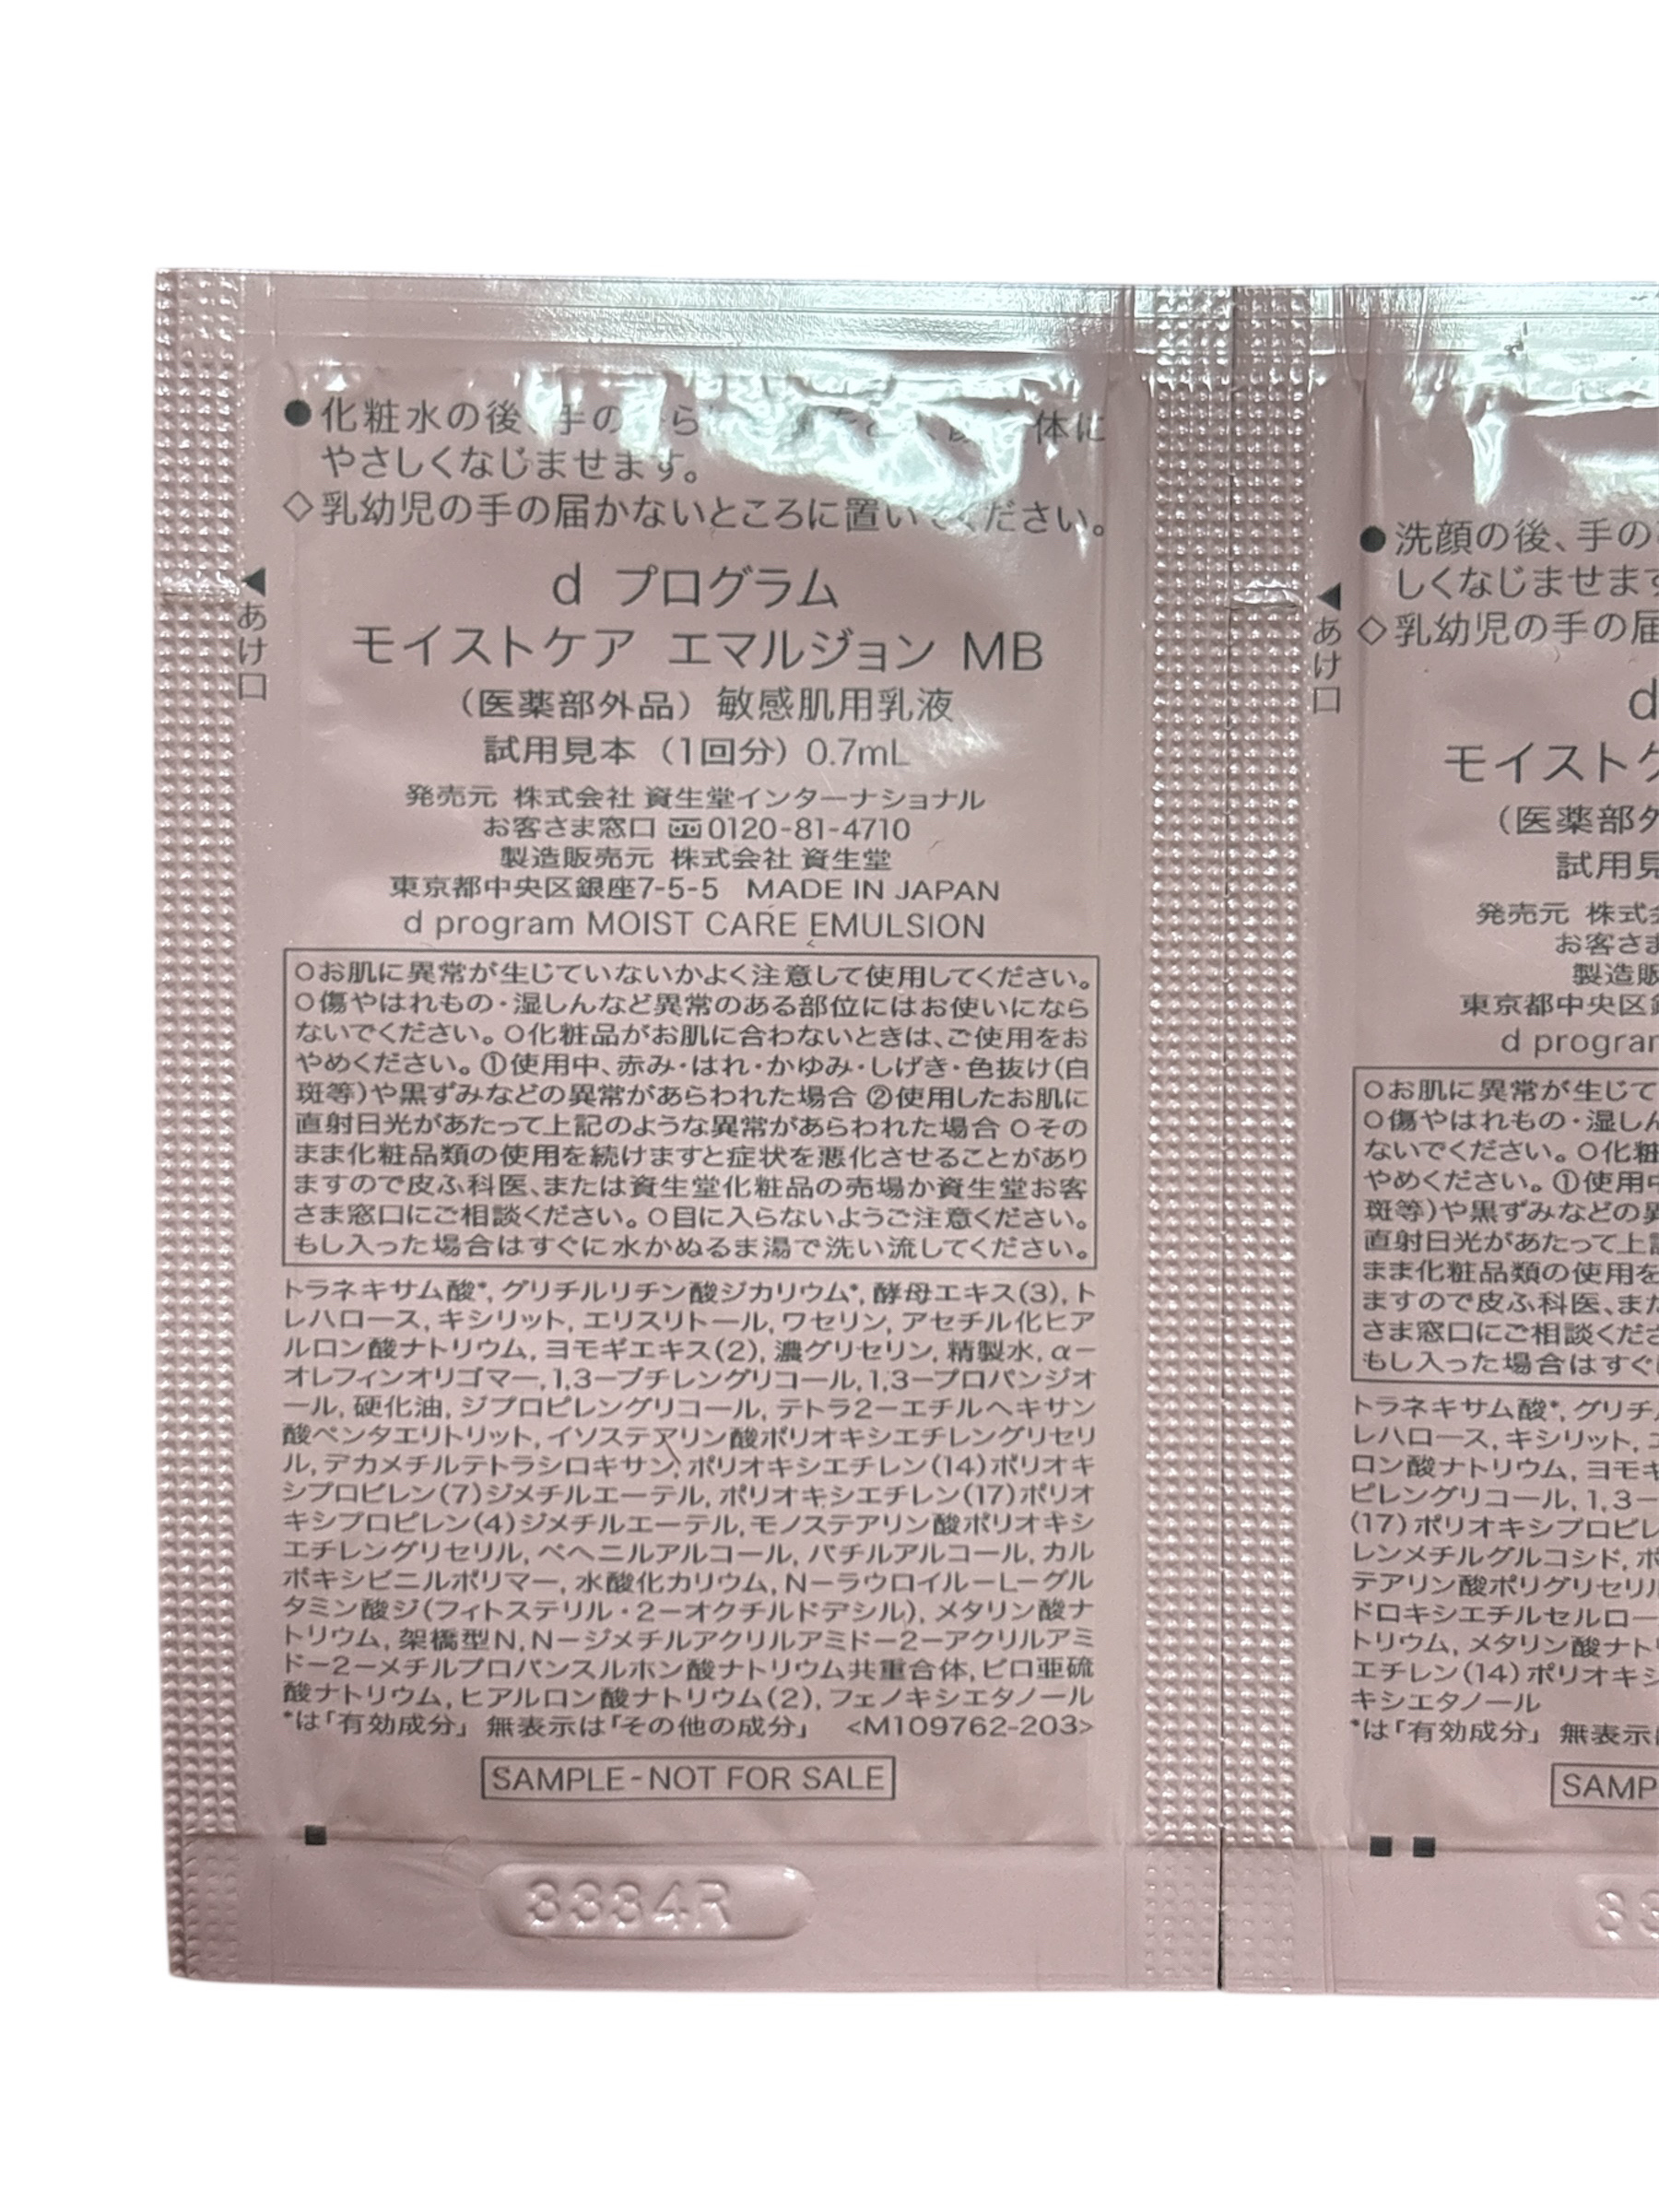 ●化粧水の後、手の
体に
やさしくなじませます。
◇乳幼児の手の届かないところに置いてください。
◀あけ口
d プログラム
モイストケア エマルジョン MB
（医薬部外品）敏感肌用乳液
試用見本（1回分）0.7mL
発売元 株式会社 資生堂インターナショナル
お客さま窓口 0120-81-4710
製造販売元 株式会社 資生堂
東京都中央区銀座7-5-5 MADE IN JAPAN
d program MOIST CARE EMULSION
○お肌に異常が生じていないかよく注意して使用してください。
○傷やはれもの・湿しんなど異常のある部位にはお使いになら
ないでください。○化粧品がお肌に合わないときは、ご使用をお
やめください。①使用中、赤み・はれ・かゆみ・しげき・色抜け(白
斑等)や黒ずみなどの異常があらわれた場合 ②使用したお肌に
直射日光があたって上記のような異常があらわれた場合 ○その
まま化粧品類の使用を続けますと症状を悪化させることがあり
ますので皮ふ科医、または資生堂化粧品の売場か資生堂お客
さま窓口にご相談ください。○目に入らないようご注意ください。
もし入った場合はすぐに水かぬるま湯で洗い流してください。
トラネキサム酸*, グリチルリチン酸ジカリウム*, 酵母エキス(3), ト
レハロース, キシリット, エリスリトール, ワセリン, アセチル化ヒア
ルロン酸ナトリウム, ヨモギエキス(2), 濃グリセリン, 精製水, αー
オレフィンオリゴマー, 1,3ーブチレングリコール, 1,3ープロパンジオ
ール, 硬化油, ジプロピレングリコール, テトラ2ーエチルヘキサン
酸ペンタエリトリット, イソステアリン酸ポリオキシエチレングリセリ
ル, デカメチルテトラシロキサン, ポリオキシエチレン(14)ポリオキ
シプロピレン(7)ジメチルエーテル, ポリオキシエチレン(17)ポリオ
キシプロピレン(4)ジメチルエーテル, モノステアリン酸ポリオキシ
エチレングリセリル, ベヘニルアルコール, バチルアルコール, カル
ボキシビニルポリマー, 水酸化カリウム, NーラウロイルーLーグル
タミン酸ジ(フィトステリル・2ーオクチルドデシル), メタリン酸ナ
トリウム, 架橋型N,Nージメチルアクリルアミドー2ーアクリルアミ
ドー2ーメチルプロパンスルホン酸ナトリウム共重合体, ピロ亜硫
酸ナトリウム, ヒアルロン酸ナトリウム(2), フェノキシエタノール
*は「有効成分」 無表示は「その他の成分」 <M109762-203>
SAMPLE-NOT FOR SALE
3334R
●洗顔の後、手の
しくなじませます
◇乳幼児の手の届
◀あけ口
d
モイストケ
（医薬部外
試用見
発売元 株式会
お客さま
製造販
東京都中央区銀
d program
○お肌に異常が生じて
○傷やはれもの・湿しん
ないでください。○化粧
やめください。①使用中
斑等)や黒ずみなどの異
直射日光があたって上記
まま化粧品類の使用を
ますので皮ふ科医、また
さま窓口にご相談くださ
もし入った場合はすぐに
トラネキサム酸*, グリチル
レハロース, キシリット, エ
ロン酸ナトリウム, ヨモギ
ピレングリコール, 1,3ー
(17)ポリオキシプロピレ
レンメチルグルコシド, ポ
テアリン酸ポリグリセリル
ドロキシエチルセルロー
トリウム, メタリン酸ナト
エチレン(14)ポリオキシ
キシエタノール
*は「有効成分」 無表示は
SAMP